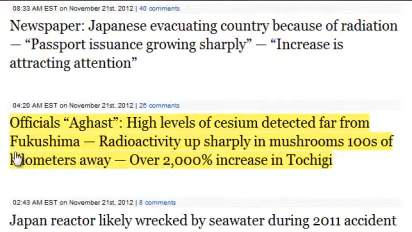 08:33 AM EST on November 21st, 2012 | 40 comments
Newspaper: Japanese evacuating country because of radiation
— “Passport issuance growing sharply” — “Increase is
attracting attention”
04:20 AM EST on November 21st, 2012 | 26 comments
Officials “Aghast”: High levels of cesium detected far from
Fukushima — Radioactivity up sharply in mushrooms 100s of
kilometers away — Over 2,000% increase in Tochigi
02:43 AM EST on November 21st, 2012 | 8 comments
Japan reactor likely wrecked by seawater during 2011 accident